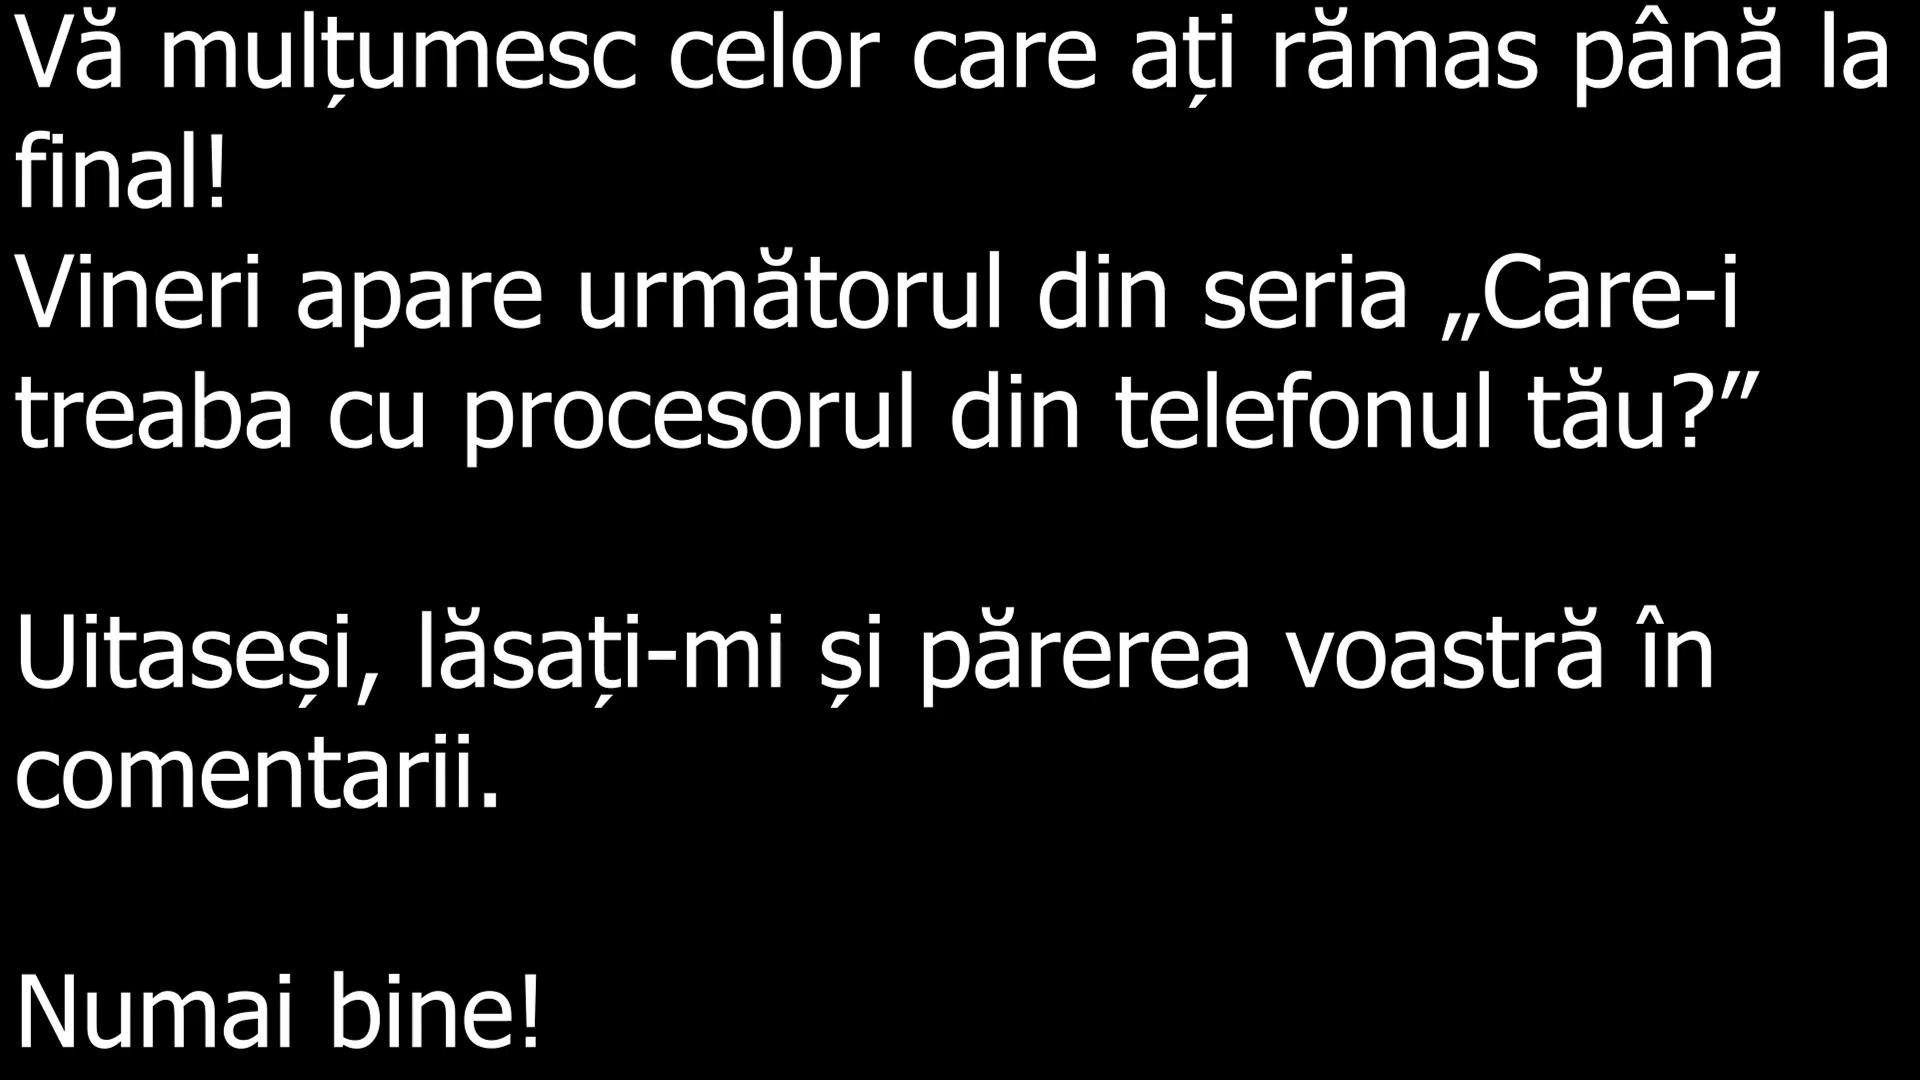 Vă mulțumesc celor care ați rămas până la
final!
Vineri apare următorul din seria „Care-i
treaba cu procesorul din telefonul tău?”
Uitaseși, lăsați-mi și părerea voastră în
comentarii.
Numai bine!